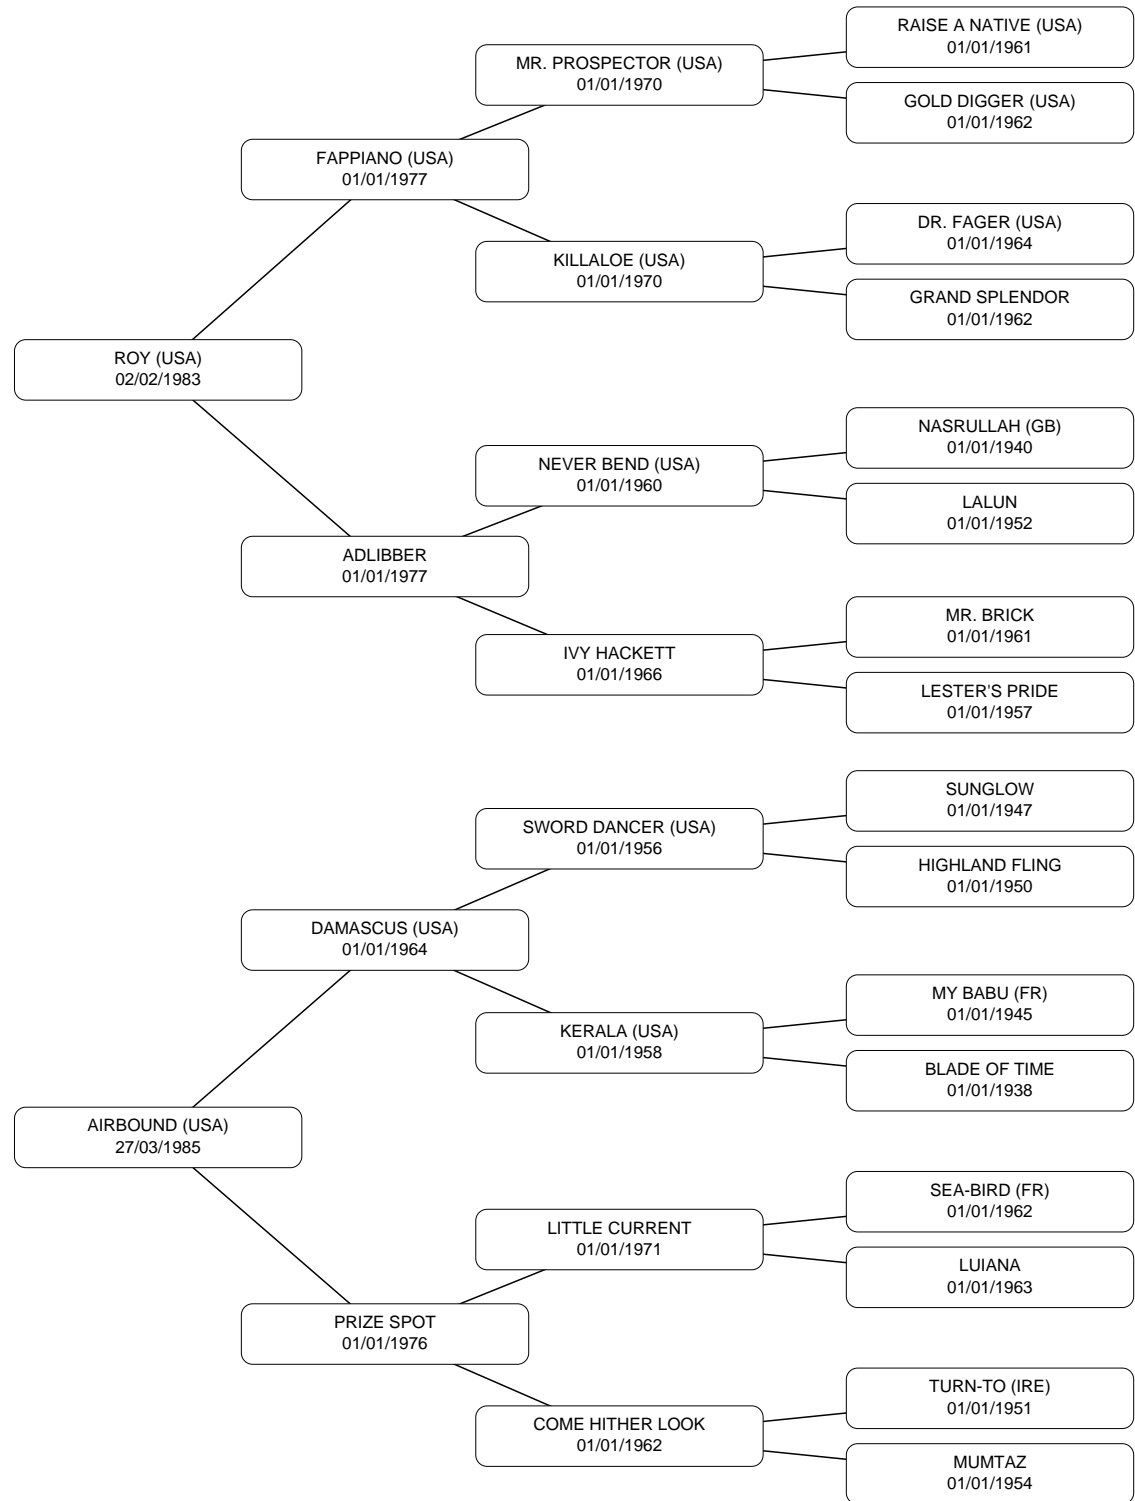 RAISE A NATIVE (USA)
01/01/1961
MR. PROSPECTOR (USA)
01/01/1970
GOLD DIGGER (USA)
01/01/1962
FAPPIANO (USA)
01/01/1977
DR. FAGER (USA)
01/01/1964
KILLALOE (USA)
01/01/1970
GRAND SPLENDOR
01/01/1962
ROY (USA)
02/02/1983
NASRULLAH (GB)
01/01/1940
NEVER BEND (USA)
01/01/1960
LALUN
01/01/1952
ADLIBBER
01/01/1977
MR. BRICK
01/01/1961
IVY HACKETT
01/01/1966
LESTER'S PRIDE
01/01/1957
SUNGLOW
01/01/1947
SWORD DANCER (USA)
01/01/1956
HIGHLAND FLING
01/01/1950
DAMASCUS (USA)
01/01/1964
MY BABU (FR)
01/01/1945
KERALA (USA)
01/01/1958
BLADE OF TIME
01/01/1938
AIRBOUND (USA)
27/03/1985
SEA-BIRD (FR)
01/01/1962
LITTLE CURRENT
01/01/1971
LUIANA
01/01/1963
PRIZE SPOT
01/01/1976
TURN-TO (IRE)
01/01/1951
COME HITHER LOOK
01/01/1962
MUMTAZ
01/01/1954